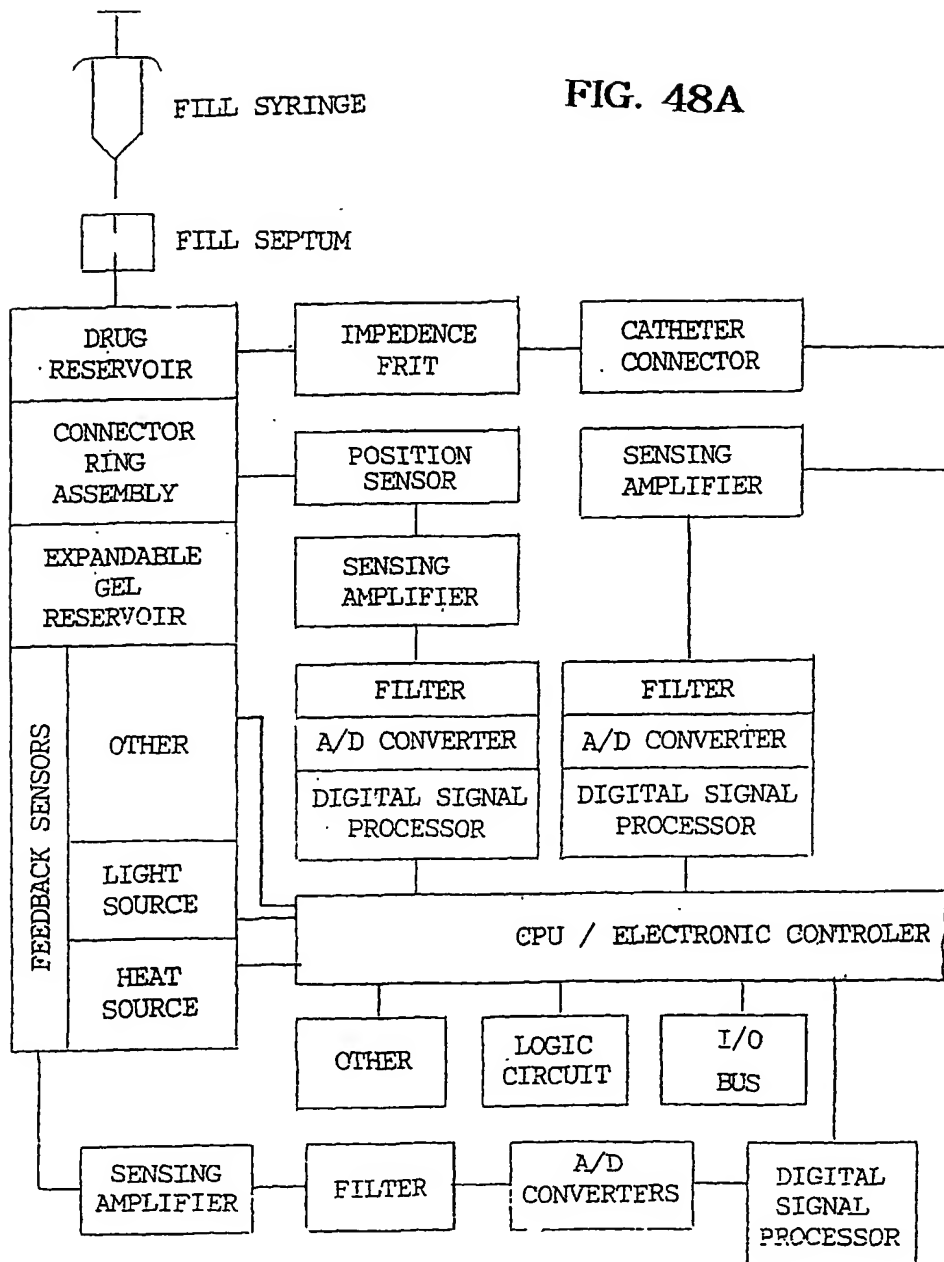 FIG. 48A
FILL SYRINGE
FILL SEPTUM
DRUG
RESERVOIR
IMPEDENCE
FRIT
CATHETER
CONNECTOR
CONNECTOR
RING
ASSEMBLY
POSITION
SENSOR
SENSING
AMPLIFIER
EXPANDABLE
GEL
RESERVOIR
SENSING
AMPLIFIER
FEEDBACK SENSORS
OTHER
LIGHT
SOURCE
HEAT
SOURCE
FILTER
A/D CONVERTER
DIGITAL SIGNAL
PROCESSOR
FILTER
A/D CONVERTER
DIGITAL SIGNAL
PROCESSOR
CPU / ELECTRONIC CONTROLER
OTHER
LOGIC
CIRCUIT
I/O
BUS
SENSING
AMPLIFIER
FILTER
A/D
CONVERTERS
DIGITAL
SIGNAL
PROCESSOR